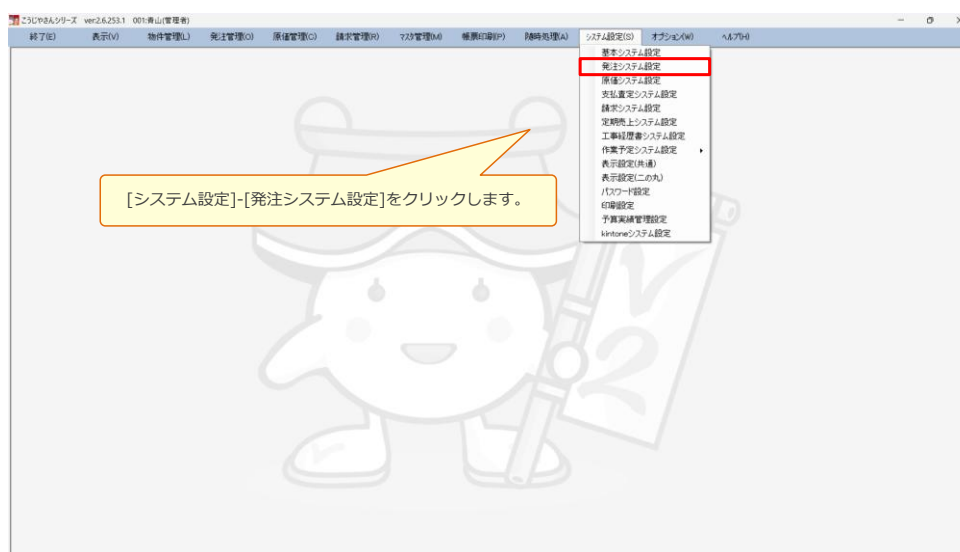 こうじやさんシリーズ ver.2.6.253.1 001:青山(管理者)
終了(E) 表示(V) 物件管理(L) 発注管理(O) 原価管理(C) 請求管理(R) マスタ管理(M) 帳票印刷(P) 随時処理(A) システム設定(S) オプション(W) ヘルプ(H)
基本システム設定
発注システム設定
原価システム設定
支払査定システム設定
請求システム設定
定期売上システム設定
工事経歴書システム設定
作業予定システム設定
表示設定(共通)
表示設定(二の丸)
パスワード設定
印刷設定
予算実績管理設定
kintoneシステム設定
[システム設定]-[発注システム設定]をクリックします。
V2